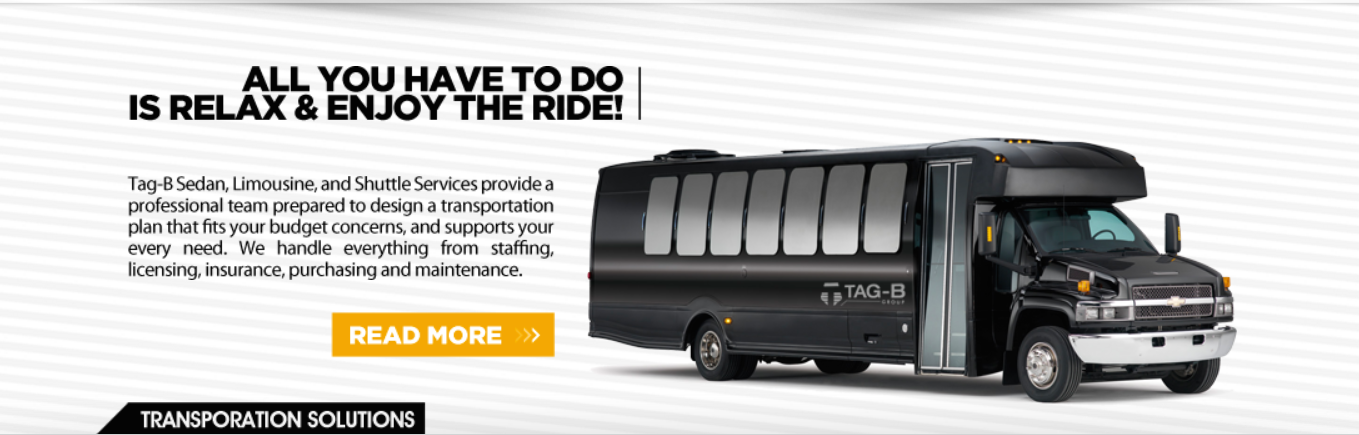 ALL YOU HAVE TO DO
IS RELAX & ENJOY THE RIDE!
Tag-B Sedan, Limousine, and Shuttle Services provide a
professional team prepared to design a transportation
plan that fits your budget concerns, and supports your
every need. We handle everything from staffing,
licensing, insurance, purchasing and maintenance.
TAG-B
GROUP
READ MORE >>>
TRANSPORATION SOLUTIONS